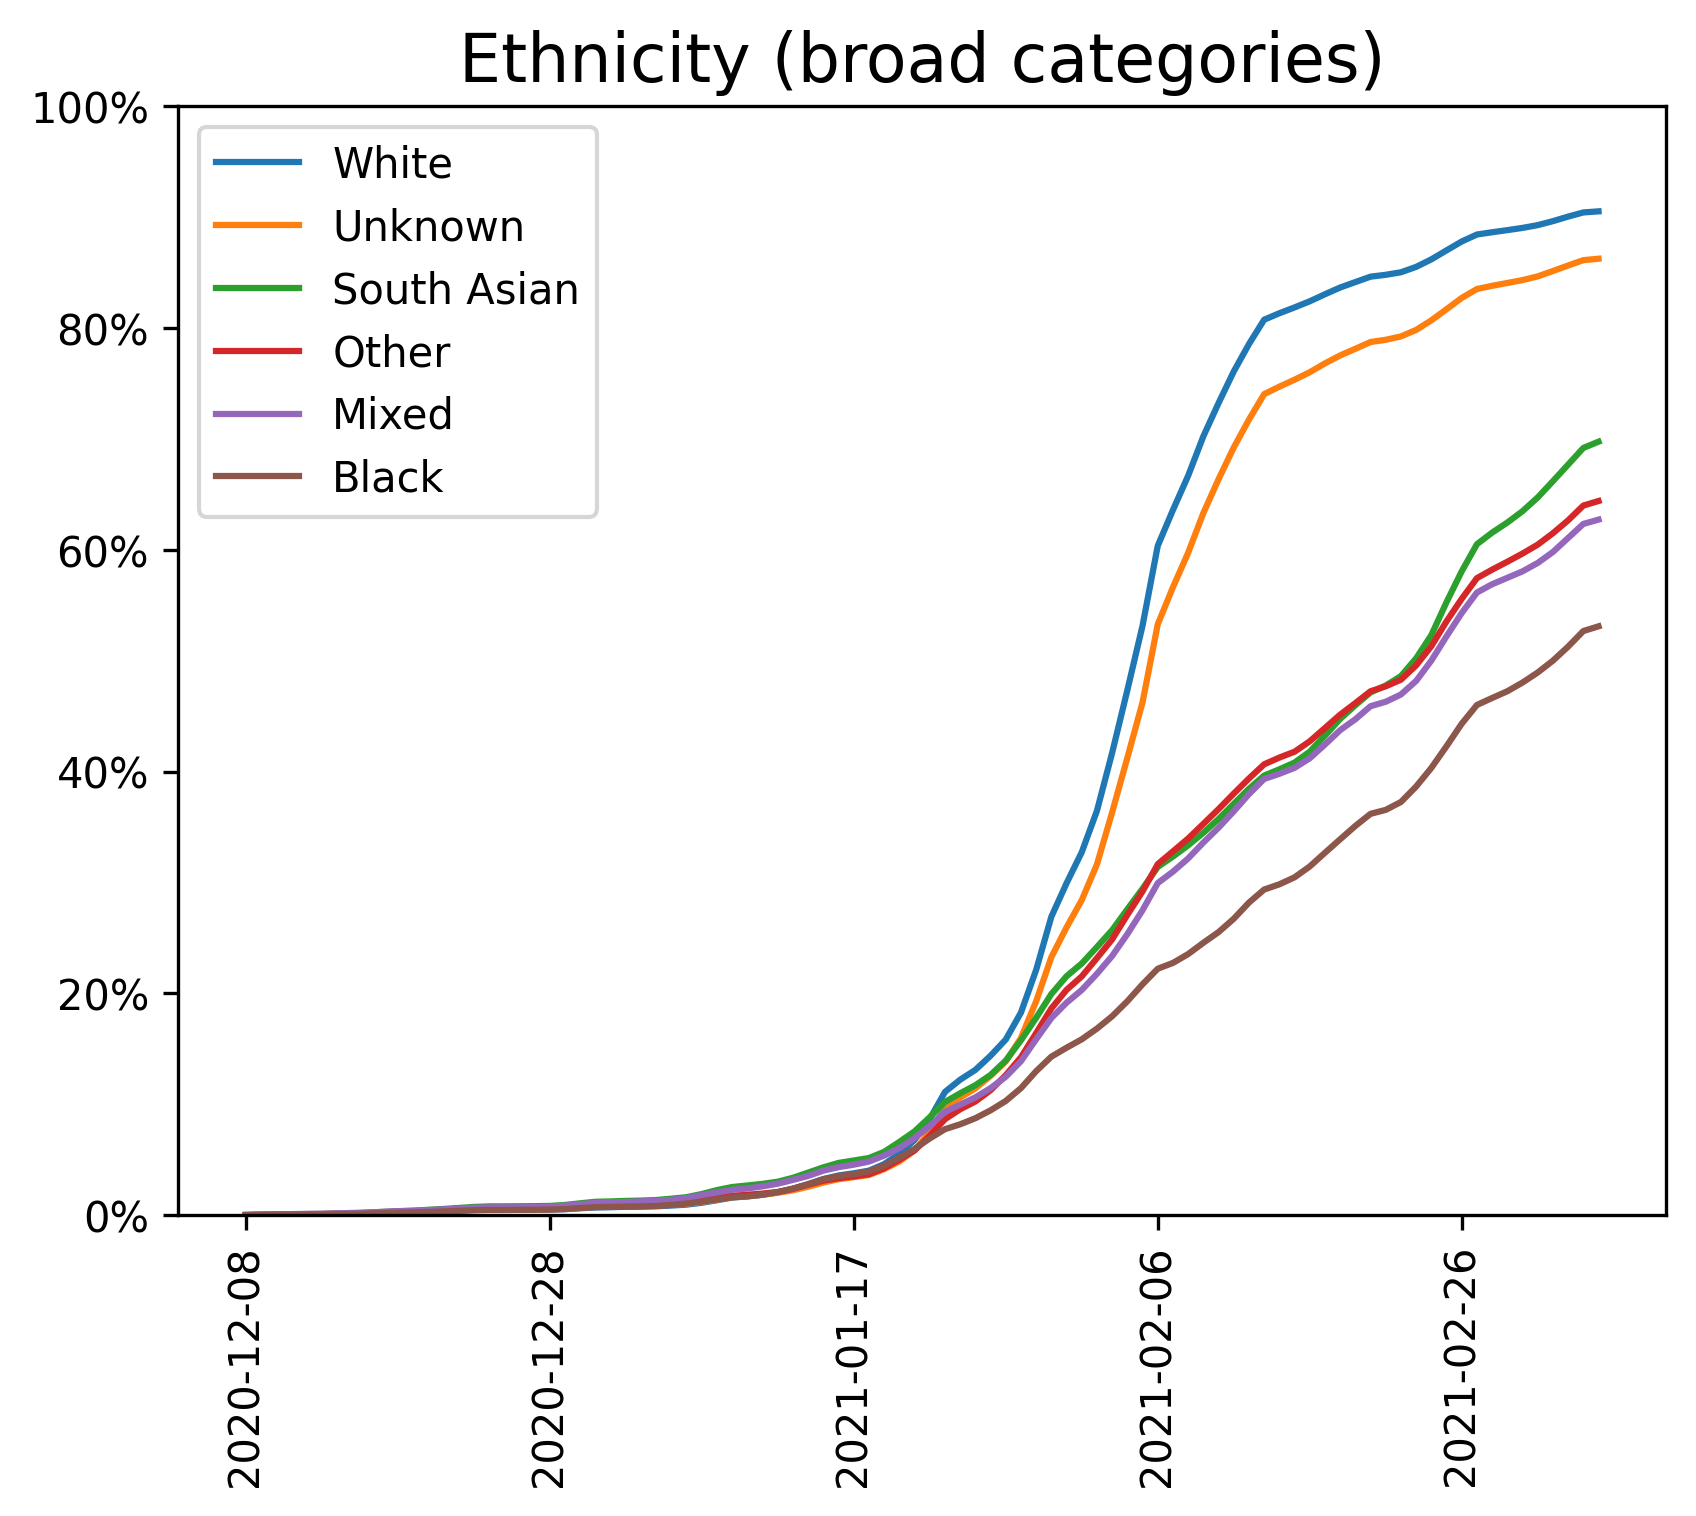 Ethnicity (broad categories)
100%
80%
60%
40%
20%
0%
White
Unknown
South Asian
Other
Mixed
Black
2020-12-08
2020-12-28
2021-01-17
2021-02-06
2021-02-26